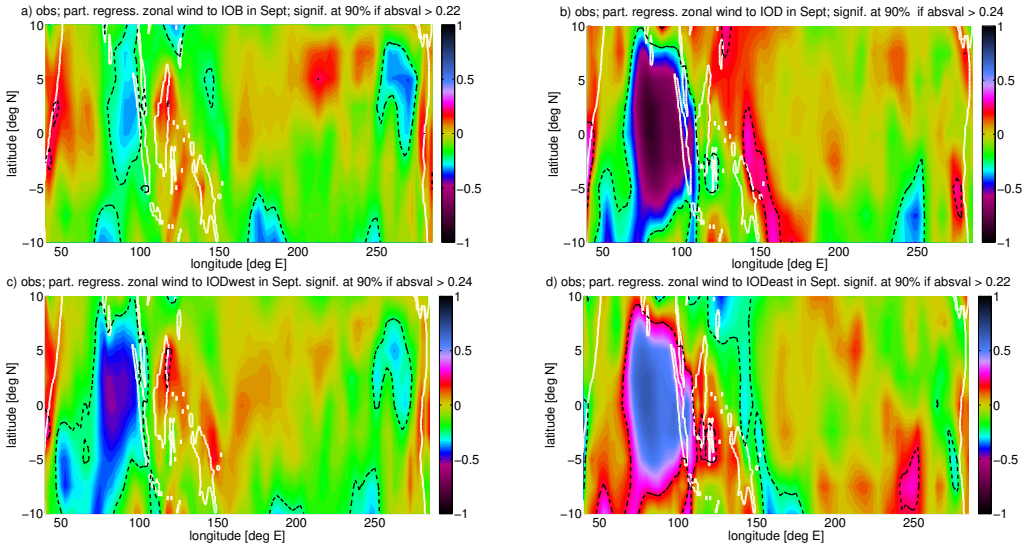 a) obs; part. regress. zonal wind to IOB in Sept; signif. at 90% if absval > 0.22
10
5
0
−5
−10
latitude [deg N]
50 100 150 200 250
longitude [deg E]
1
0.5
0
−0.5
−1
b) obs; part. regress. zonal wind to IOD in Sept; signif. at 90%  if absval > 0.24
10
5
0
−5
−10
latitude [deg N]
50 100 150 200 250
longitude [deg E]
1
0.5
0
−0.5
−1
c) obs; part. regress. zonal wind to IODwest in Sept. signif. at 90% if absval > 0.24
10
5
0
−5
−10
latitude [deg N]
50 100 150 200 250
longitude [deg E]
1
0.5
0
−0.5
−1
d) obs; part. regress. zonal wind to IODeast in Sept. signif. at 90% if absval > 0.22
10
5
0
−5
−10
latitude [deg N]
50 100 150 200 250
longitude [deg E]
1
0.5
0
−0.5
−1